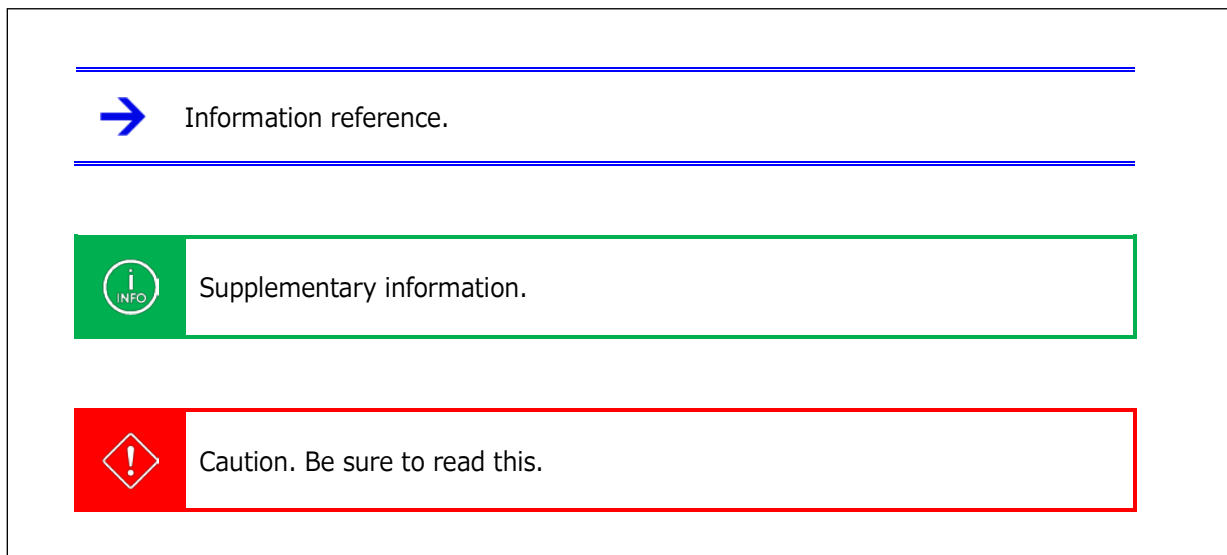 Information reference.
i
INFO
Supplementary information.
!
Caution. Be sure to read this.